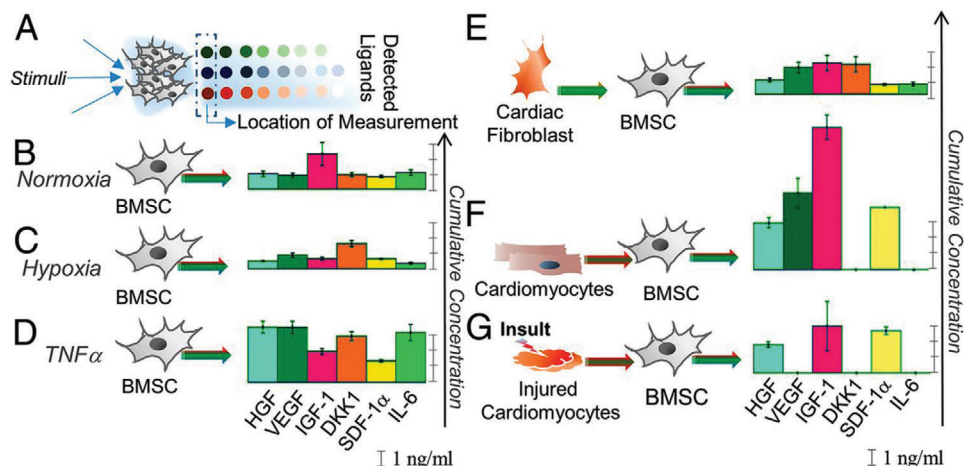 A
Stimuli
Detected
Ligands
Location of Measurement
B
Normoxia
BMSC
C
Hypoxia
BMSC
D
TNFα
BMSC
HGF
VEGF
IGF-1
DKK1
SDF-1α
IL-6
Cumulative Concentration
1 ng/ml
E
Cardiac
Fibroblast
BMSC
F
Cardiomyocytes
BMSC
G
Insult
Injured
Cardiomyocytes
BMSC
HGF
VEGF
IGF-1
DKK1
SDF-1α
IL-6
Cumulative Concentration
1 ng/ml